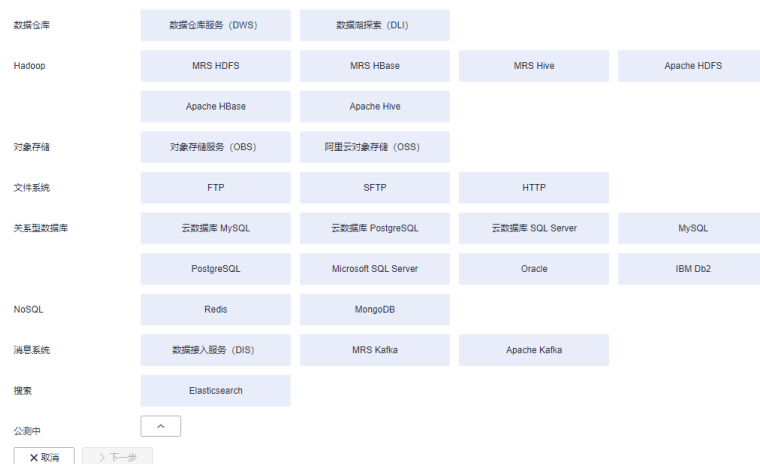 数据仓库 数据仓库服务（DWS） 数据湖探索（DLI）
Hadoop MRS HDFS MRS HBase MRS Hive Apache HDFS
Apache HBase Apache Hive
对象存储 对象存储服务（OBS） 阿里云对象存储（OSS）
文件系统 FTP SFTP HTTP
关系型数据库 云数据库 MySQL 云数据库 PostgreSQL 云数据库 SQL Server MySQL
PostgreSQL Microsoft SQL Server Oracle IBM Db2
NoSQL Redis MongoDB
消息系统 数据接入服务（DIS） MRS Kafka Apache Kafka
搜索 Elasticsearch
公测中
取消 下一步